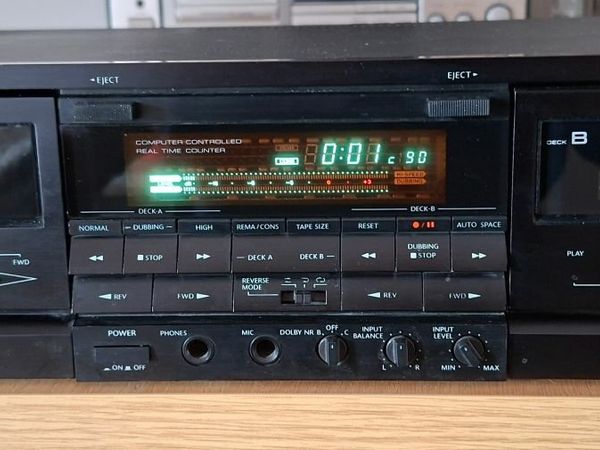 ◄EJECT
EJECT►
COMPUTER-CONTROLLED
REAL TIME COUNTER
0:01 C 90
HI-SPEED
DUBBING
DECK B
DECK-A
DECK-B
NORMAL
DUBBING
HIGH
REMA/CONS
TAPE SIZE
RESET
●/❚❚
AUTO SPACE
◄◄
■STOP
►►
DECK A
DECK B
◄◄
DUBBING
■STOP
►►
PLAY
FWD
◄REV
FWD►
REVERSE
MODE
◄REV
FWD►
POWER
PHONES
MIC
DOLBY NR B OFF C
INPUT
BALANCE
INPUT
LEVEL
ON OFF
L R
MIN MAX